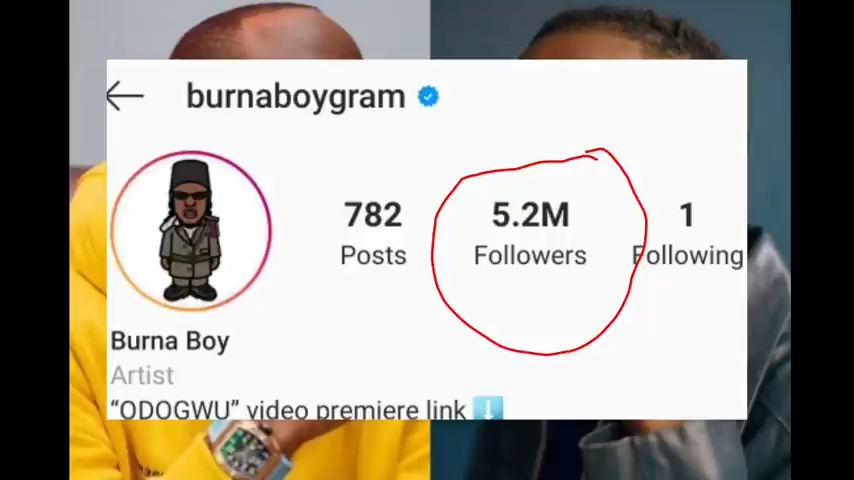 burnaboygram
782 5.2M 1
Posts Followers Following
Burna Boy
Artist
“ODOGWU” video premiere link ⬇️